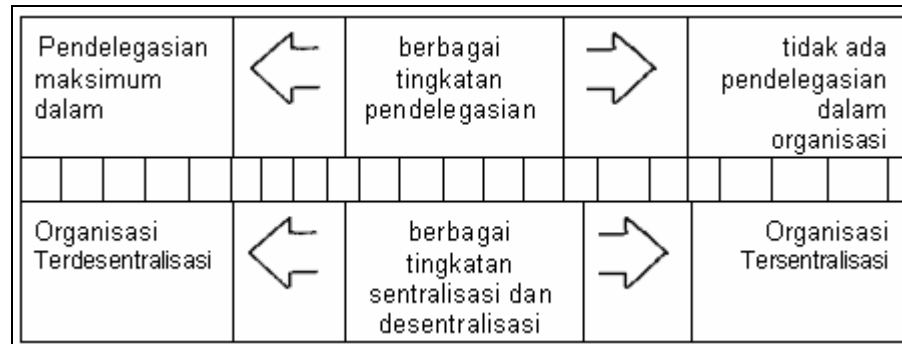 Pendelegasian
maksimum
dalam
berbagai
tingkatan
pendelegasian
tidak ada
pendelegasian
dalam
organisasi
Organisasi
Terdesentralisasi
berbagai
tingkatan
sentralisasi dan
desentralisasi
Organisasi
Tersentralisasi